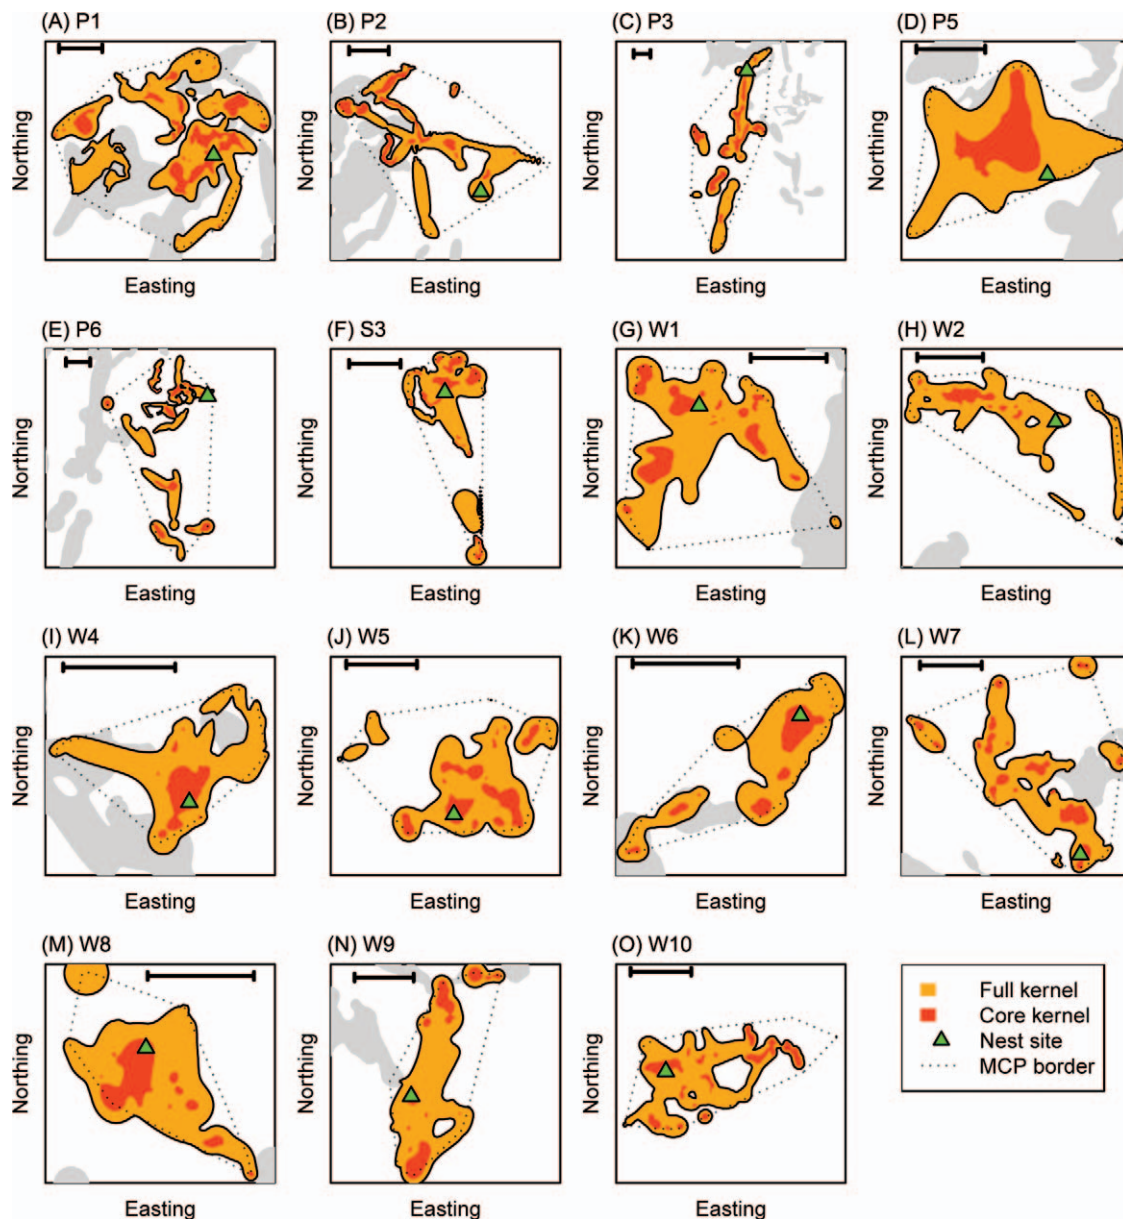 (A) P1
(B) P2
(C) P3
(D) P5
Northing
Northing
Northing
Northing
Easting
Easting
Easting
Easting
(E) P6
(F) S3
(G) W1
(H) W2
Northing
Northing
Northing
Northing
Easting
Easting
Easting
Easting
(I) W4
(J) W5
(K) W6
(L) W7
Northing
Northing
Northing
Northing
Easting
Easting
Easting
Easting
(M) W8
(N) W9
(O) W10
Northing
Northing
Northing
Full kernel
Core kernel
Nest site
MCP border
Easting
Easting
Easting